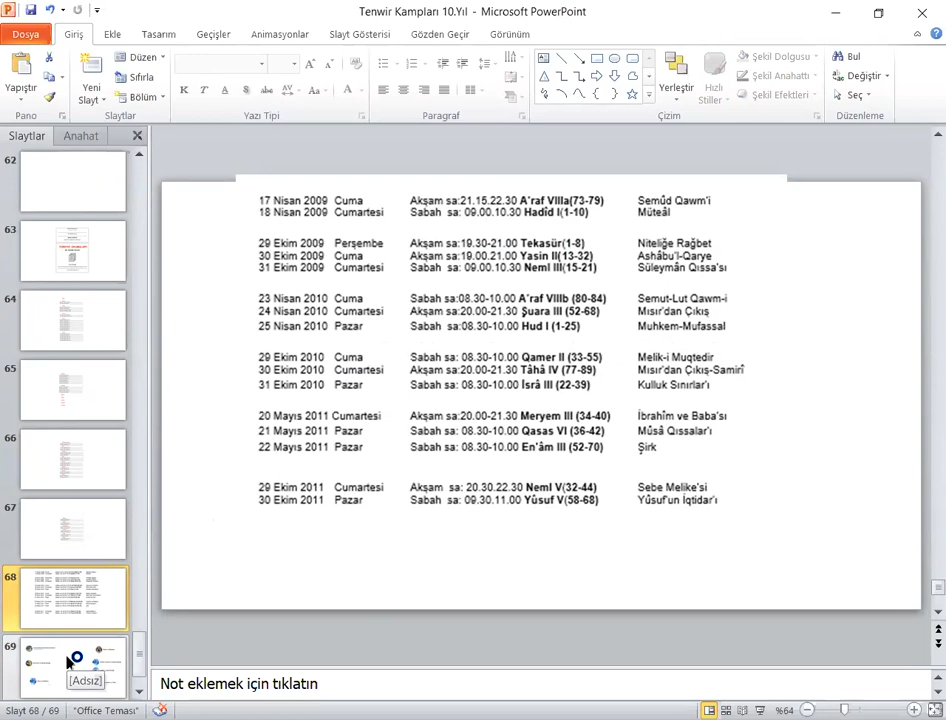 Tenwir Kampları 10.Yıl - Microsoft PowerPoint
Dosya Giriş Ekle Tasarım Geçişler Animasyonlar Slayt Gösterisi Gözden Geçir Görünüm
Yapıştır
Pano
Yeni Slayt
Düzen
Sıfırla
Bölüm
Slaytlar
K T A S abc AV Aa A
Yazı Tipi
Paragraf
Yerleştir
Hızlı Stiller
Şekil Dolgusu
Şekil Anahattı
Şekil Efektleri
Çizim
Bul
Değiştir
Seç
Düzenleme
Slaytlar Anahat
62
63
64
65
66
67
68
69
[Adsız]
17 Nisan 2009 Cuma Akşam sa:21.15.22.30 A'raf VIIIa(73-79) Semûd Qawm'i
18 Nisan 2009 Cumartesi Sabah sa: 09.00.10.30 Hadîd I(1-10) Müteâl
29 Ekim 2009 Perşembe Akşam sa:19.30-21.00 Tekasür(1-8) Niteliğe Rağbet
30 Ekim 2009 Cuma Akşam sa:19.00.21.00 Yasin II(13-32) Ashâbu'l-Qarye
31 Ekim 2009 Cumartesi Sabah sa: 09.00.10.30 Neml III(15-21) Süleymân Qıssa'sı
23 Nisan 2010 Cuma Sabah sa:08.30-10.00 A'raf VIIIb (80-84) Semut-Lut Qawm-i
24 Nisan 2010 Cumartesi Akşam sa:20.00-21.30 Şuara III (52-68) Mısır'dan Çıkış
25 Nisan 2010 Pazar Sabah sa:08.30-10.00 Hud I (1-25) Muhkem-Mufassal
29 Ekim 2010 Cuma Sabah sa: 08.30-10.00 Qamer II (33-55) Melik-i Muqtedir
30 Ekim 2010 Cumartesi Akşam sa:20.00-21.30 Tâhâ IV (77-89) Mısır'dan Çıkış-Samirî
31 Ekim 2010 Pazar Sabah sa: 08.30-10.00 İsrâ III (22-39) Kulluk Sınırlar'ı
20 Mayıs 2011 Cumartesi Akşam sa:20.00-21.30 Meryem III (34-40) İbrahîm ve Baba'sı
21 Mayıs 2011 Pazar Sabah sa: 08.30-10.00 Qasas VI (36-42) Mûsâ Qıssalar'ı
22 Mayıs 2011 Pazar Sabah sa: 08.30-10.00 En'âm III (52-70) Şirk
29 Ekim 2011 Cumartesi Akşam sa: 20.30.22.30 Neml V(32-44) Sebe Melike'si
30 Ekim 2011 Pazar Sabah sa: 09.30.11.00 Yûsuf V(58-68) Yûsuf'un İqtidar'ı
Not eklemek için tıklatın
Slayt 68 / 69 "Office Teması" %64